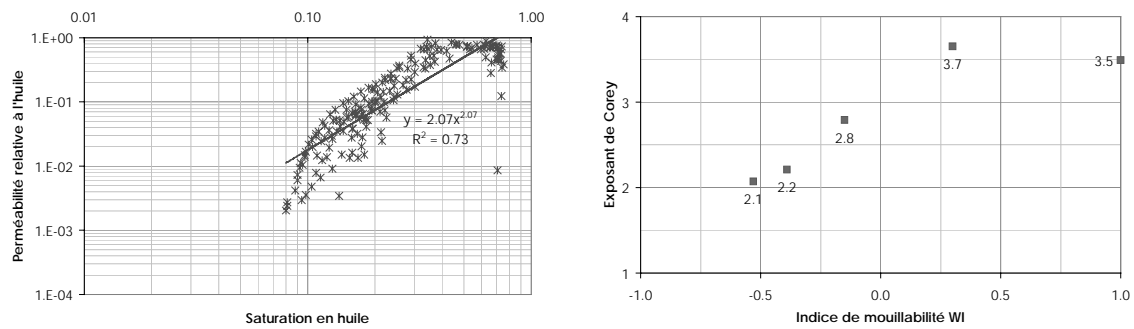 0.01 0.10 1.00
1.E+00
1.E-01
1.E-02
1.E-03
1.E-04
Perméabilité relative à l'huile
y = 2.07x^2.07
R² = 0.73
Saturation en huile
4
3
2
1
Exposant de Corey
3.7
3.5
2.8
2.2
2.1
-1.0 -0.5 0.0 0.5 1.0
Indice de mouillabilité WI